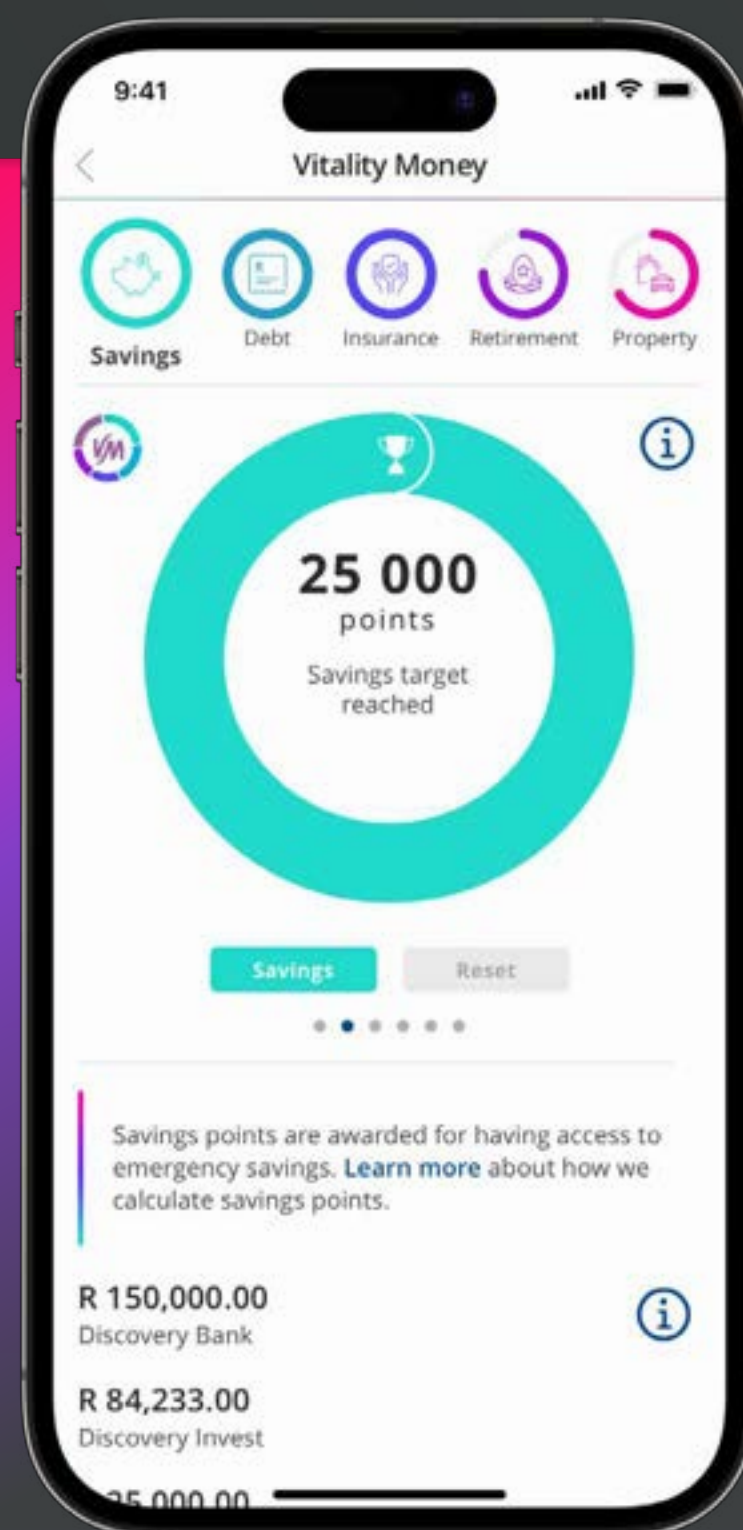 9:41
Vitality Money
Savings
Debt
Insurance
Retirement
Property
VM
25 000
points
Savings target
reached
Savings
Reset
Savings points are awarded for having access to
emergency savings. Learn more about how we
calculate savings points.
R 150,000.00
Discovery Bank
R 84,233.00
Discovery Invest